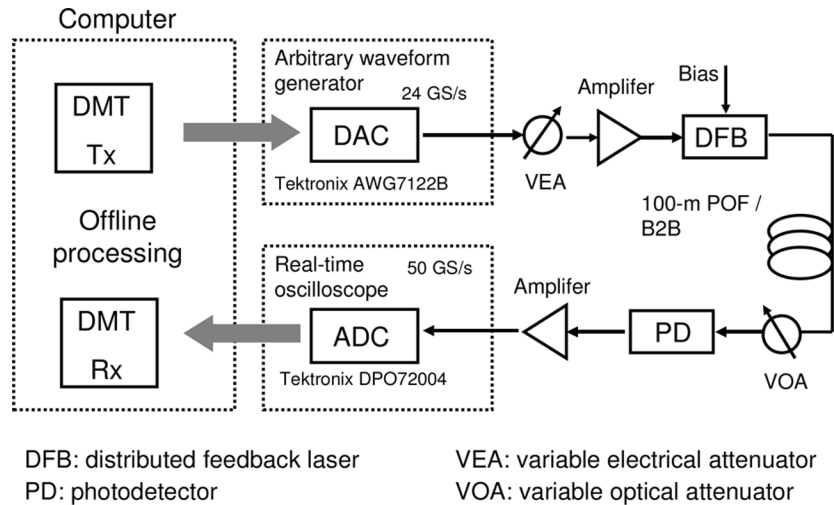 Computer
DMT
Tx
Offline
processing
DMT
Rx
Arbitrary waveform
generator
24 GS/s
DAC
Tektronix AWG7122B
VEA
Amplifer
Bias
DFB
100-m POF /
B2B
Real-time
oscilloscope
50 GS/s
ADC
Tektronix DPO72004
Amplifer
PD
VOA
DFB: distributed feedback laser
PD: photodetector
VEA: variable electrical attenuator
VOA: variable optical attenuator